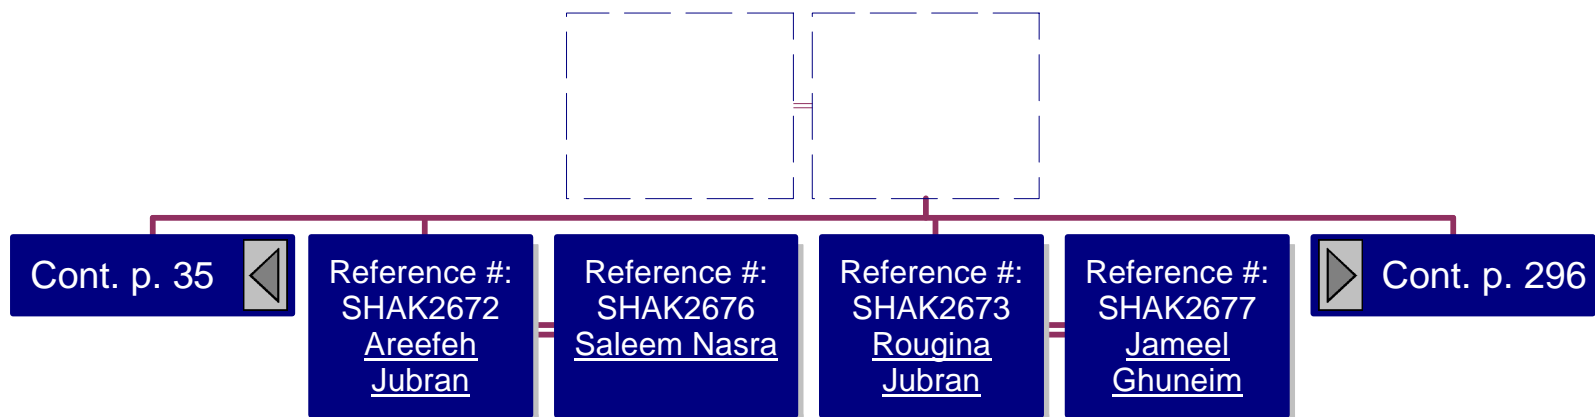 Cont. p. 35
Reference #:
SHAK2672
Areefeh
Jubran
Reference #:
SHAK2676
Saleem Nasra
Reference #:
SHAK2673
Rougina
Jubran
Reference #:
SHAK2677
Jameel
Ghuneim
Cont. p. 296